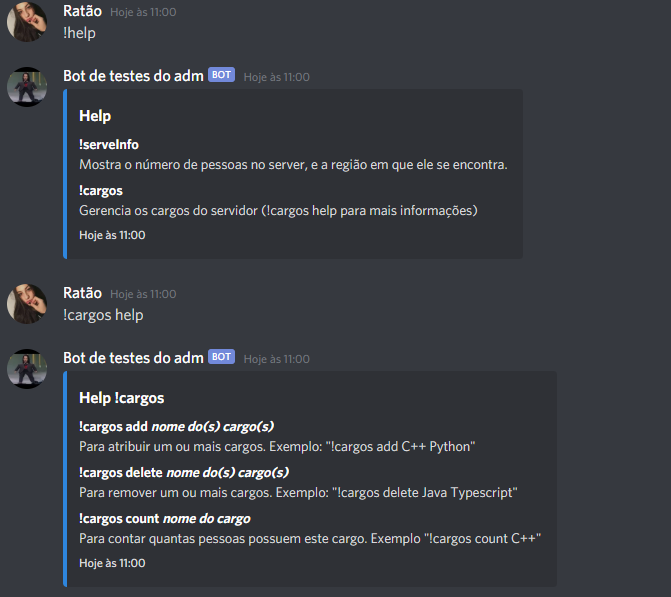 Ratão Hoje às 11:00
!help
Bot de testes do adm BOT Hoje às 11:00
Help
!serveInfo
Mostra o número de pessoas no server, e a região em que ele se encontra.
!cargos
Gerencia os cargos do servidor (!cargos help para mais informações)
Hoje às 11:00
Ratão Hoje às 11:00
!cargos help
Bot de testes do adm BOT Hoje às 11:00
Help !cargos
!cargos add nome do(s) cargo(s)
Para atribuir um ou mais cargos. Exemplo: "!cargos add C++ Python"
!cargos delete nome do(s) cargo(s)
Para remover um ou mais cargos. Exemplo: "!cargos delete Java Typescript"
!cargos count nome do cargo
Para contar quantas pessoas possuem este cargo. Exemplo "!cargos count C++"
Hoje às 11:00